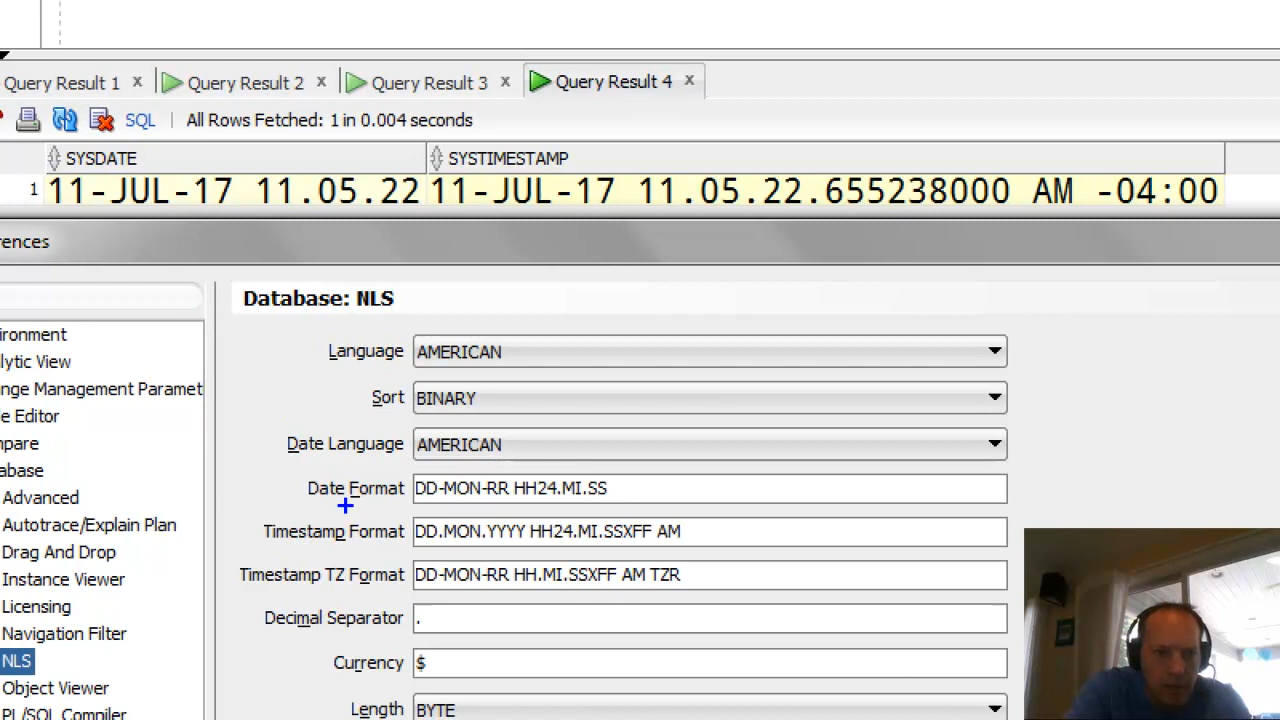 Query Result 1 x Query Result 2 x Query Result 3 x Query Result 4 x
SQL | All Rows Fetched: 1 in 0.004 seconds
SYSDATE SYSTIMESTAMP
1 11-JUL-17 11.05.22 11-JUL-17 11.05.22.655238000 AM -04:00
rences
ironment
lytic View
nge Management Paramet
e Editor
mpare
abase
Advanced
Autotrace/Explain Plan
Drag And Drop
Instance Viewer
Licensing
Navigation Filter
NLS
Object Viewer
PL/SQL Compiler
Database: NLS
Language AMERICAN
Sort BINARY
Date Language AMERICAN
Date Format DD-MON-RR HH24.MI.SS
Timestamp Format DD.MON.YYYY HH24.MI.SSXFF AM
Timestamp TZ Format DD-MON-RR HH.MI.SSXFF AM TZR
Decimal Separator .
Currency $
Length BYTE